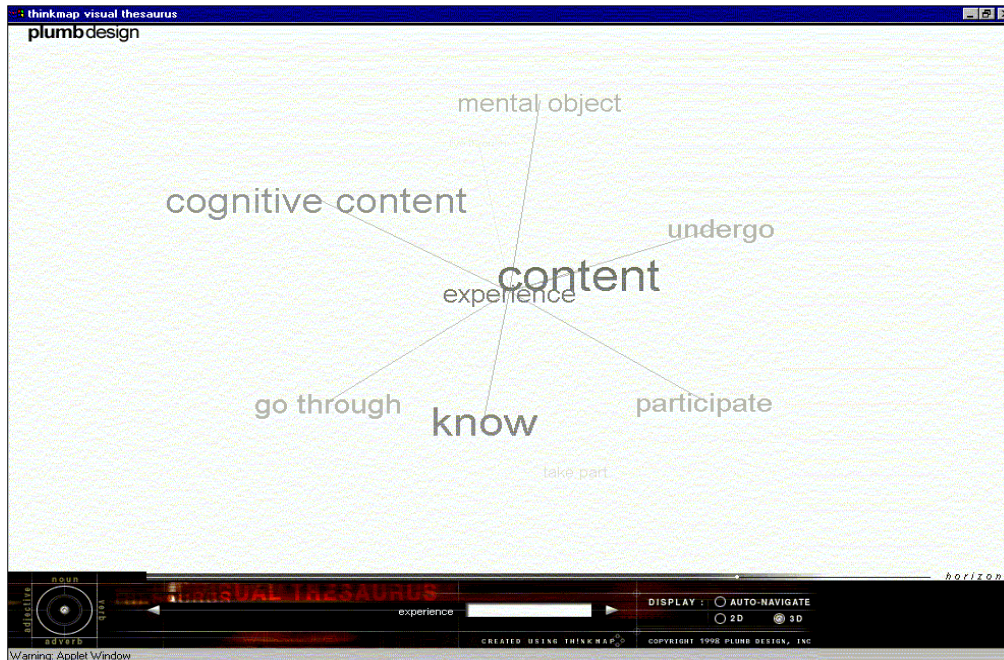 thinkmap visual thesaurus
plumbdesign
mental object
cognitive content
undergo
content
experience
go through
participate
know
take part
horizon
noun
adjective
verb
adverb
UAL THESAURUS
experience
DISPLAY :
AUTO-NAVIGATE
2D
3D
CREATED USING THINKMAP
COPYRIGHT 1998 PLUMB DESIGN, INC
Warning: Applet Window